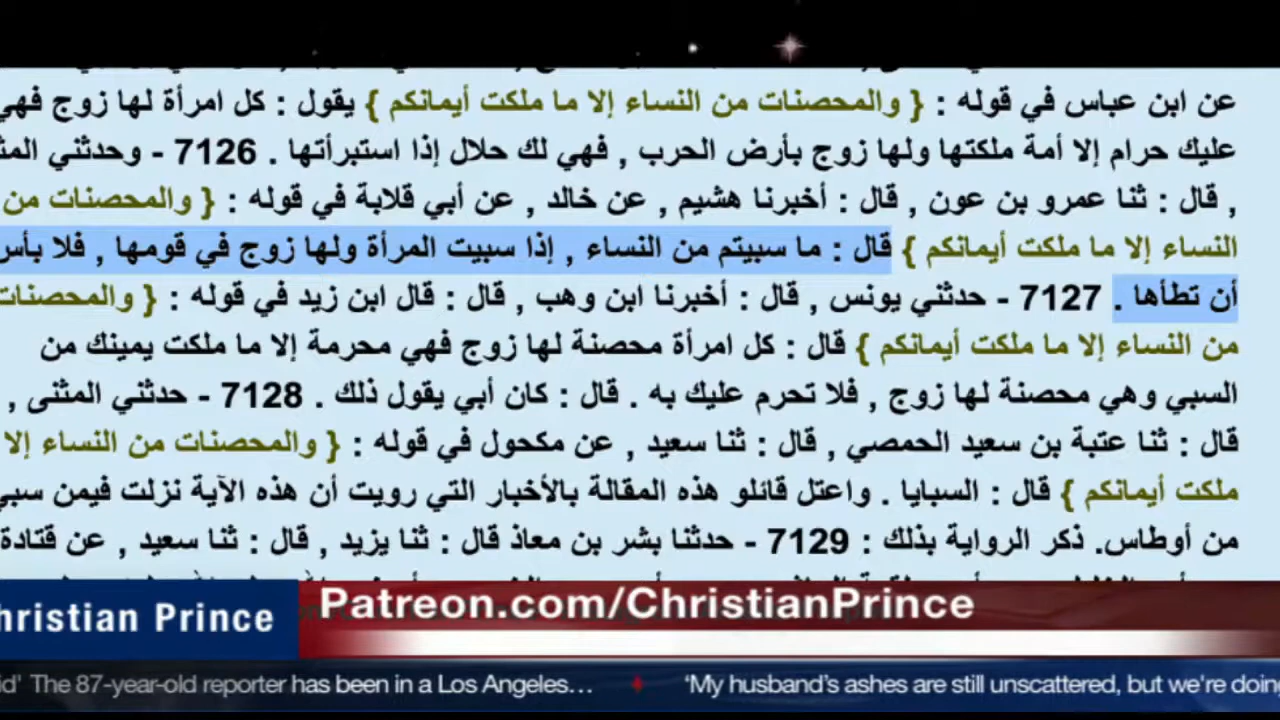 عن ابن عباس في قوله : { والمحصنات من النساء إلا ما ملكت أيمانكم } يقول : كل امرأة لها زوج فهي
عليك حرام إلا أمة ملكتها ولها زوج بأرض الحرب , فهي لك حلال إذا استبرأتها . 7126 - وحدثني
, قال : ثنا عمرو بن عون , قال : أخبرنا هشيم , عن خالد , عن أبي قلابة في قوله : { والمحصنات من
النساء إلا ما ملكت أيمانكم } قال : ما سبيتم من النساء , إذا سبيت المرأة ولها زوج في قومها , فلا بأس
أن تطأها . 7127 - حدثني يونس , قال : أخبرنا ابن وهب , قال : قال ابن زيد في قوله : { والمحصنات
من النساء إلا ما ملكت أيمانكم } قال : كل امرأة محصنة لها زوج فهي محرمة إلا ما ملكت يمينك من
السبي وهي محصنة لها زوج , فلا تحرم عليك به . قال : كان أبي يقول ذلك . 7128 - حدثني المثنى ,
قال : ثنا عتبة بن سعيد الحمصي , قال : ثنا سعيد , عن مكحول في قوله : { والمحصنات من النساء إلا
ملكت أيمانكم } قال : السبايا . واعتل قائلو هذه المقالة بالأخبار التي رويت أن هذه الآية نزلت فيمن
من أوطاس. ذكر الرواية بذلك : 7129 - حدثنا بشر بن معاذ قال : ثنا يزيد , قال : ثنا سعيد , عن قتادة
hristian Prince
Patreon.com/ChristianPrince
id' The 87-year-old reporter has been in a Los Angeles... ♦ 'My husband's ashes are still unscattered, but we're doing